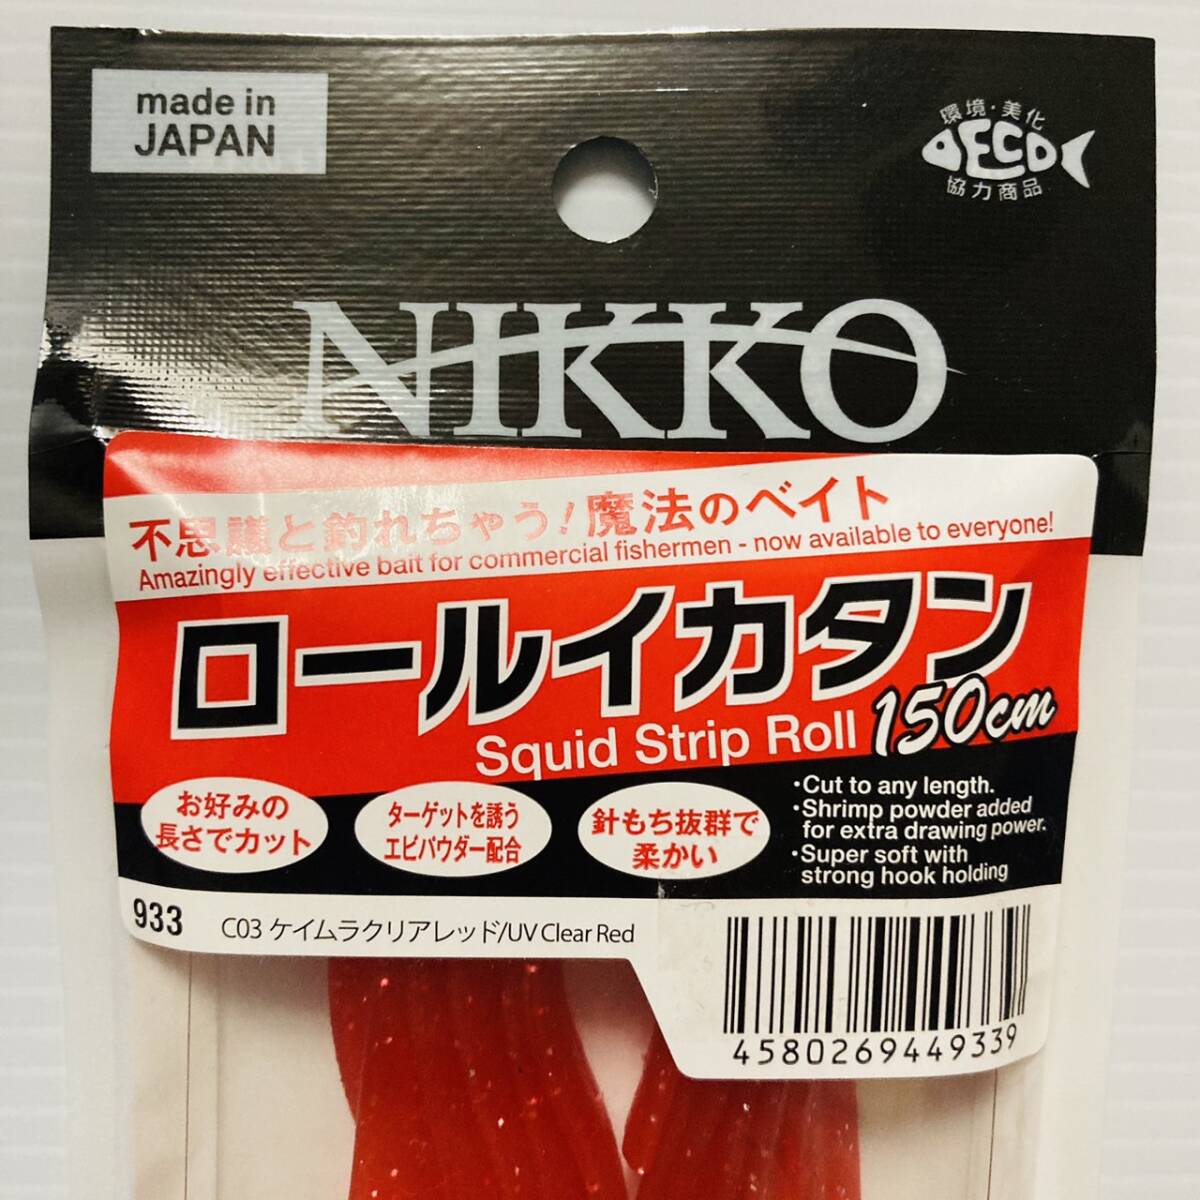 made in
JAPAN
環境・美化
ECO
協力商品
NIKKO
不思議と釣れちゃう!魔法のベイト
Amazingly effective bait for commercial fishermen - now available to everyone!
ロールイカタン
Squid Strip Roll 150cm
お好みの
長さでカット
ターゲットを誘う
エビパウダー配合
針もち抜群で
柔かい
・Cut to any length.
・Shrimp powder added
for extra drawing power.
・Super soft with
strong hook holding
933
C03 ケイムラクリアレッド/UV Clear Red
4580269449339